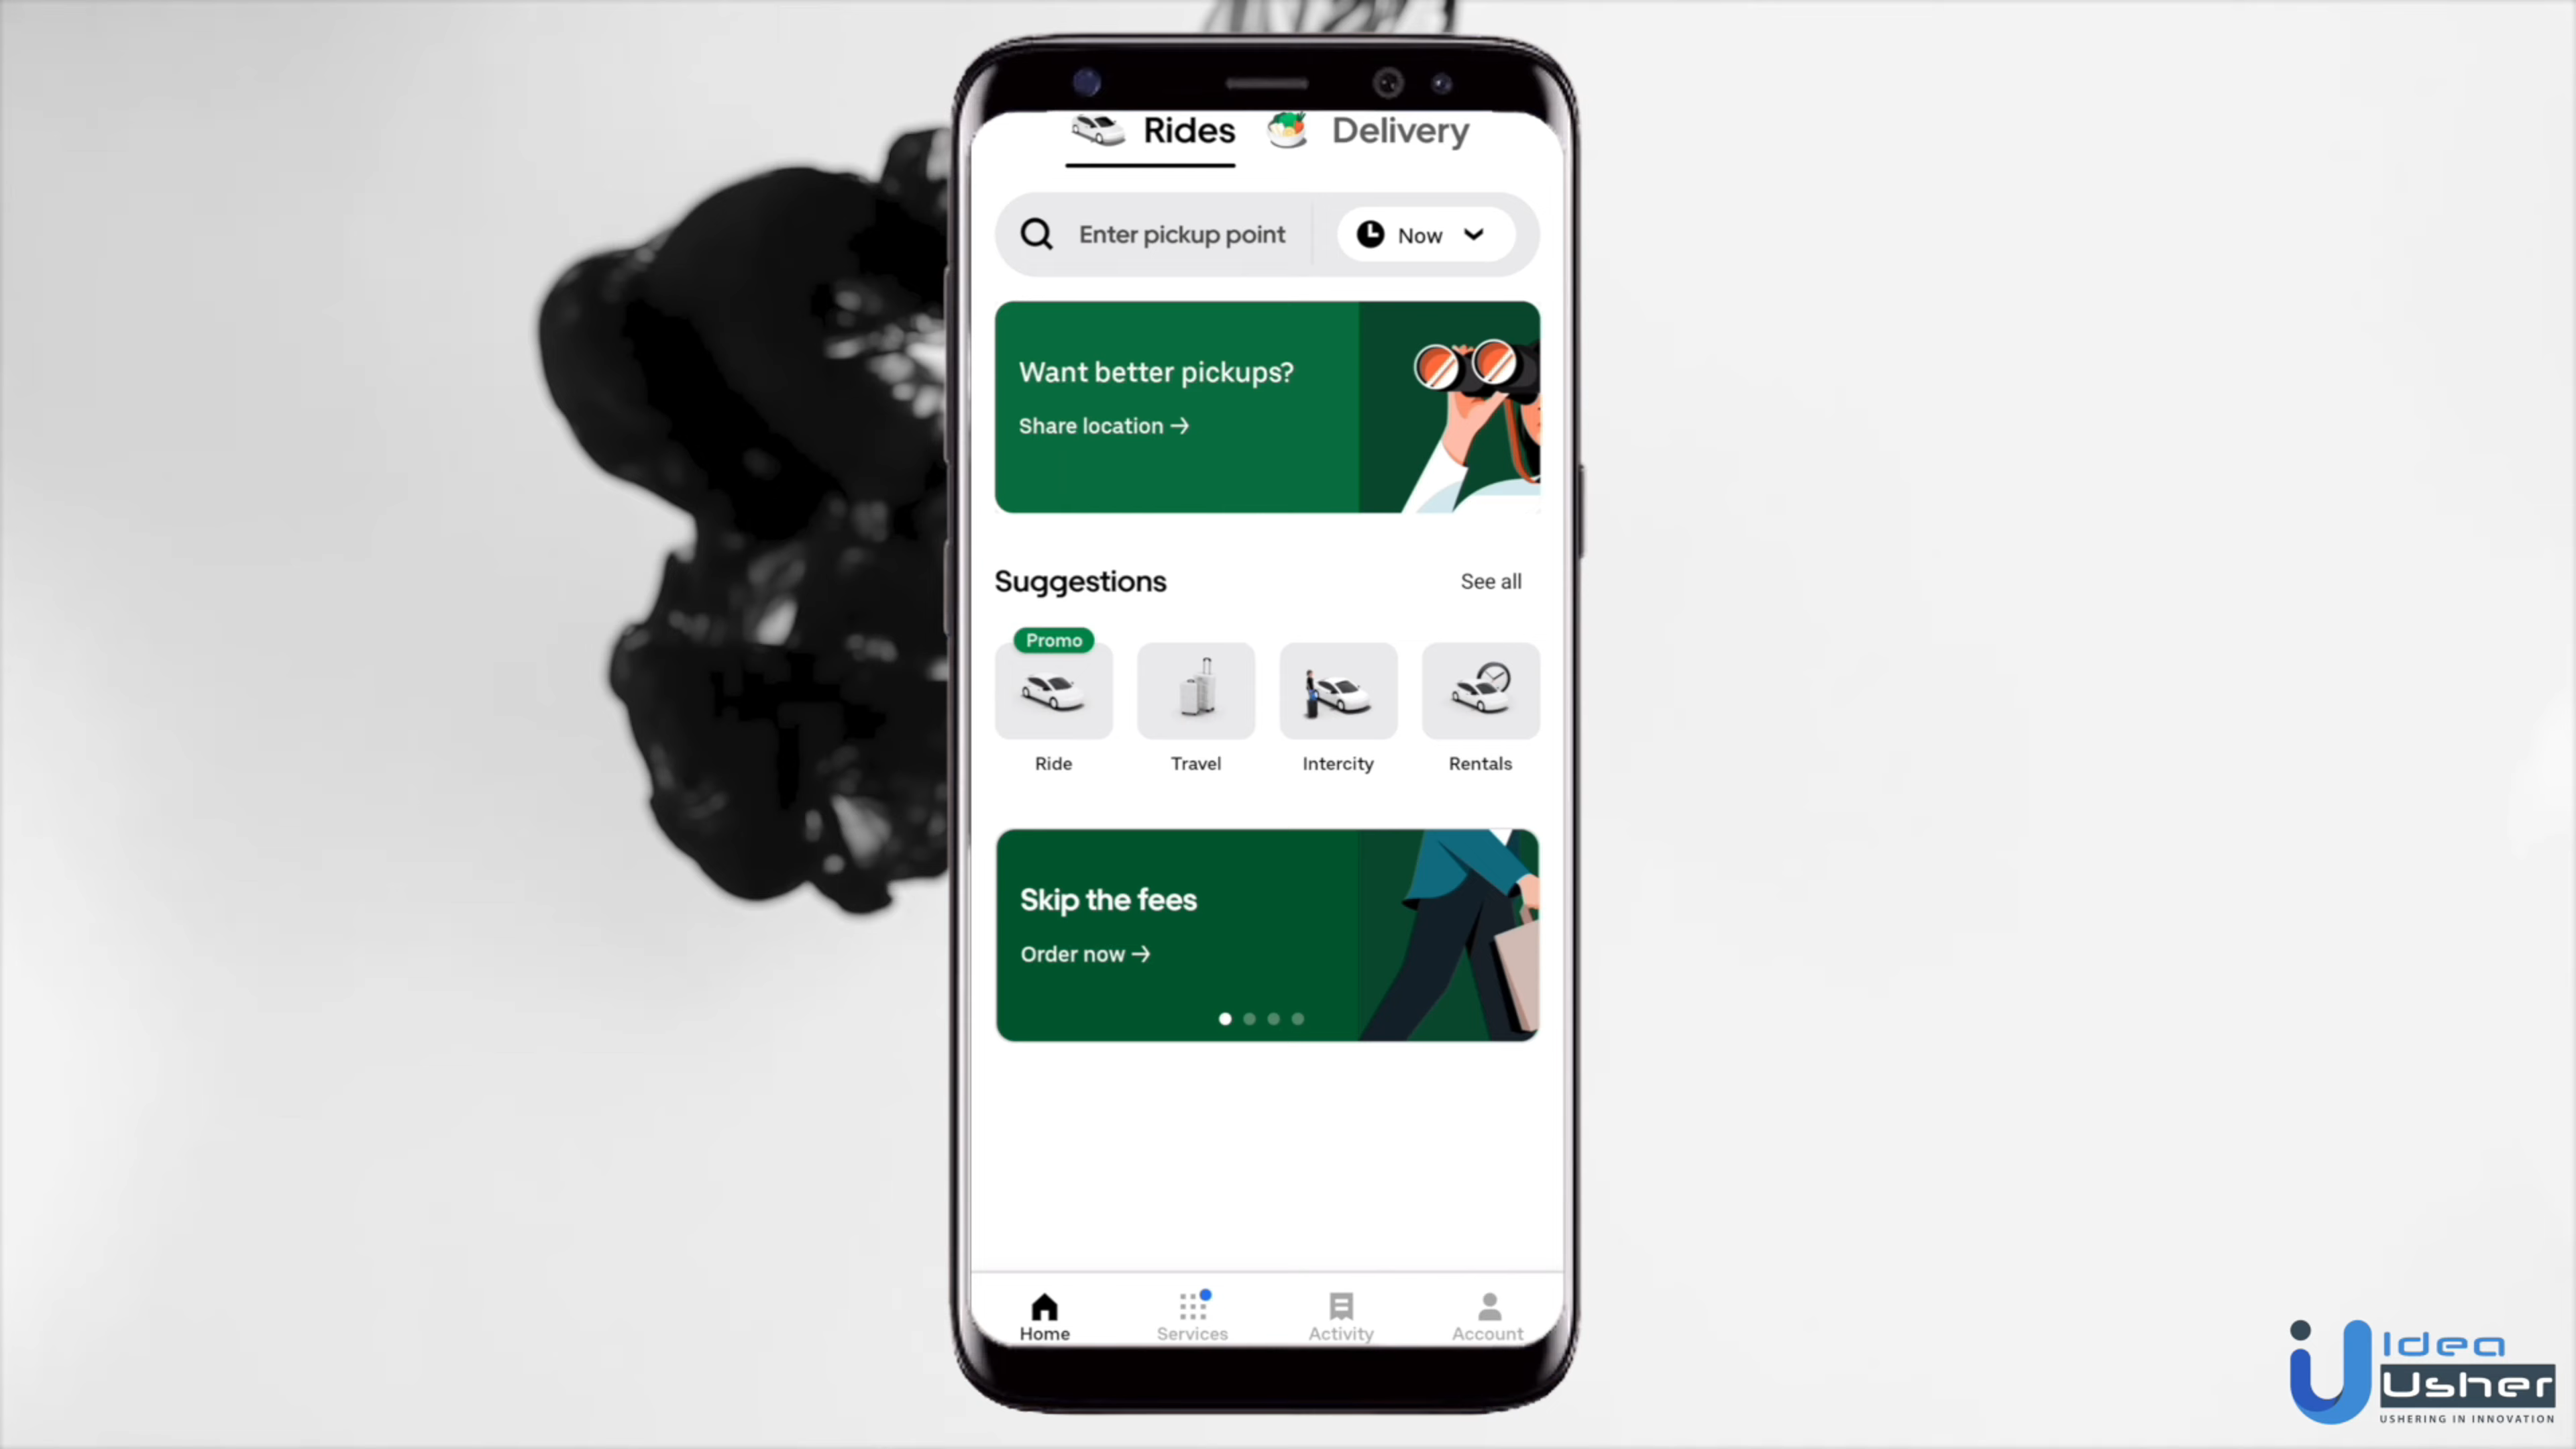 Rides
Delivery
Enter pickup point
Now
Want better pickups?
Share location →
Suggestions
See all
Promo
Ride
Travel
Intercity
Rentals
Skip the fees
Order now →
Home
Services
Activity
Account
Idea
Usher
USHERING IN INNOVATION